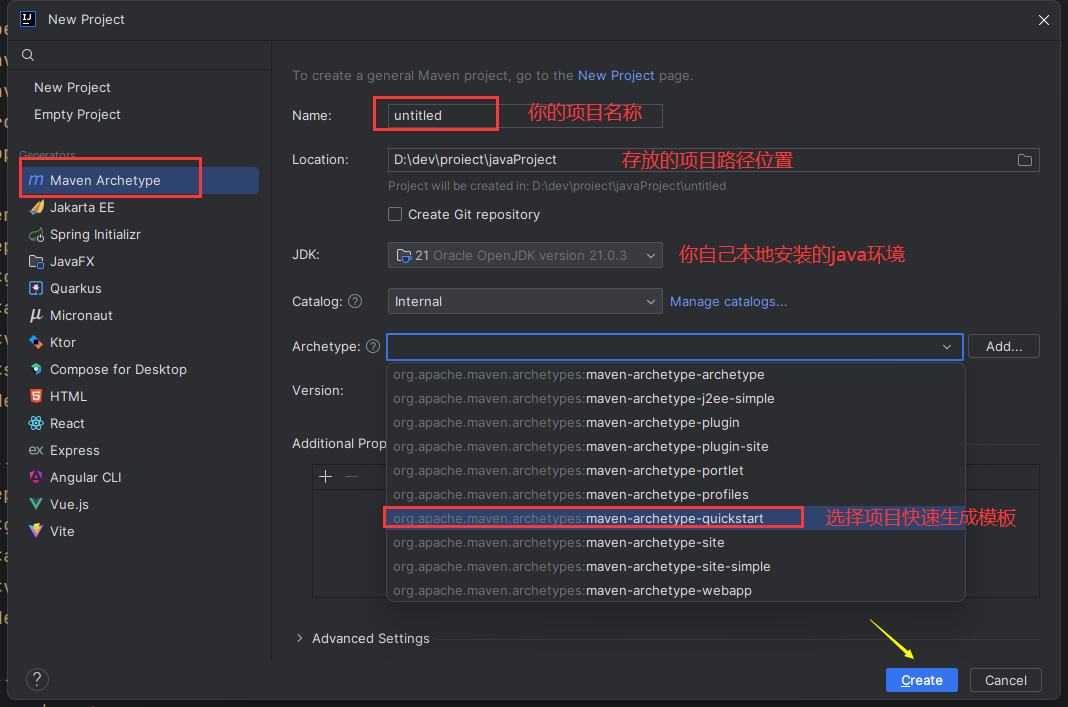 New Project
New Project
Empty Project
Generators
Maven Archetype
Jakarta EE
Spring Initializr
JavaFX
Quarkus
Micronaut
Ktor
Compose for Desktop
HTML
React
Express
Angular CLI
Vue.js
Vite
To create a general Maven project, go to the New Project page.
Name: untitled 你的项目名称
Location: D:\dev\proiect\javaProject 存放的项目路径位置
Project will be created in: D:\dev\proiect\javaProject\untitled
Create Git repository
JDK: 21 Oracle OpenJDK version 21.0.3 你自己本地安装的java环境
Catalog: Internal Manage catalogs...
Archetype: Add...
org.apache.maven.archetypes:maven-archetype-archetype
org.apache.maven.archetypes:maven-archetype-j2ee-simple
Version:
org.apache.maven.archetypes:maven-archetype-plugin
Additional Prop
org.apache.maven.archetypes:maven-archetype-plugin-site
org.apache.maven.archetypes:maven-archetype-portlet
org.apache.maven.archetypes:maven-archetype-profiles
org.apache.maven.archetypes:maven-archetype-quickstart 选择项目快速生成模板
org.apache.maven.archetypes:maven-archetype-site
org.apache.maven.archetypes:maven-archetype-site-simple
org.apache.maven.archetypes:maven-archetype-webapp
Advanced Settings
Create Cancel